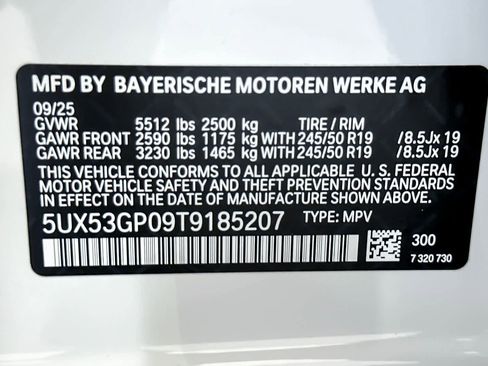 MFD BY BAYERISCHE MOTOREN WERKE AG
09/25
GVWR 5512 lbs 2500 kg TIRE / RIM
GAWR FRONT 2590 lbs 1175 kg WITH 245/50 R19 /8.5Jx 19
GAWR REAR 3230 lbs 1465 kg WITH 245/50 R19 /8.5Jx 19
THIS VEHICLE CONFORMS TO ALL APPLICABLE U. S. FEDERAL
MOTOR VEHICLE SAFETY AND THEFT PREVENTION STANDARDS
IN EFFECT ON THE DATE OF MANUFACTURE SHOWN ABOVE.
5UX53GP09T9185207 TYPE: MPV
300
7 320 730